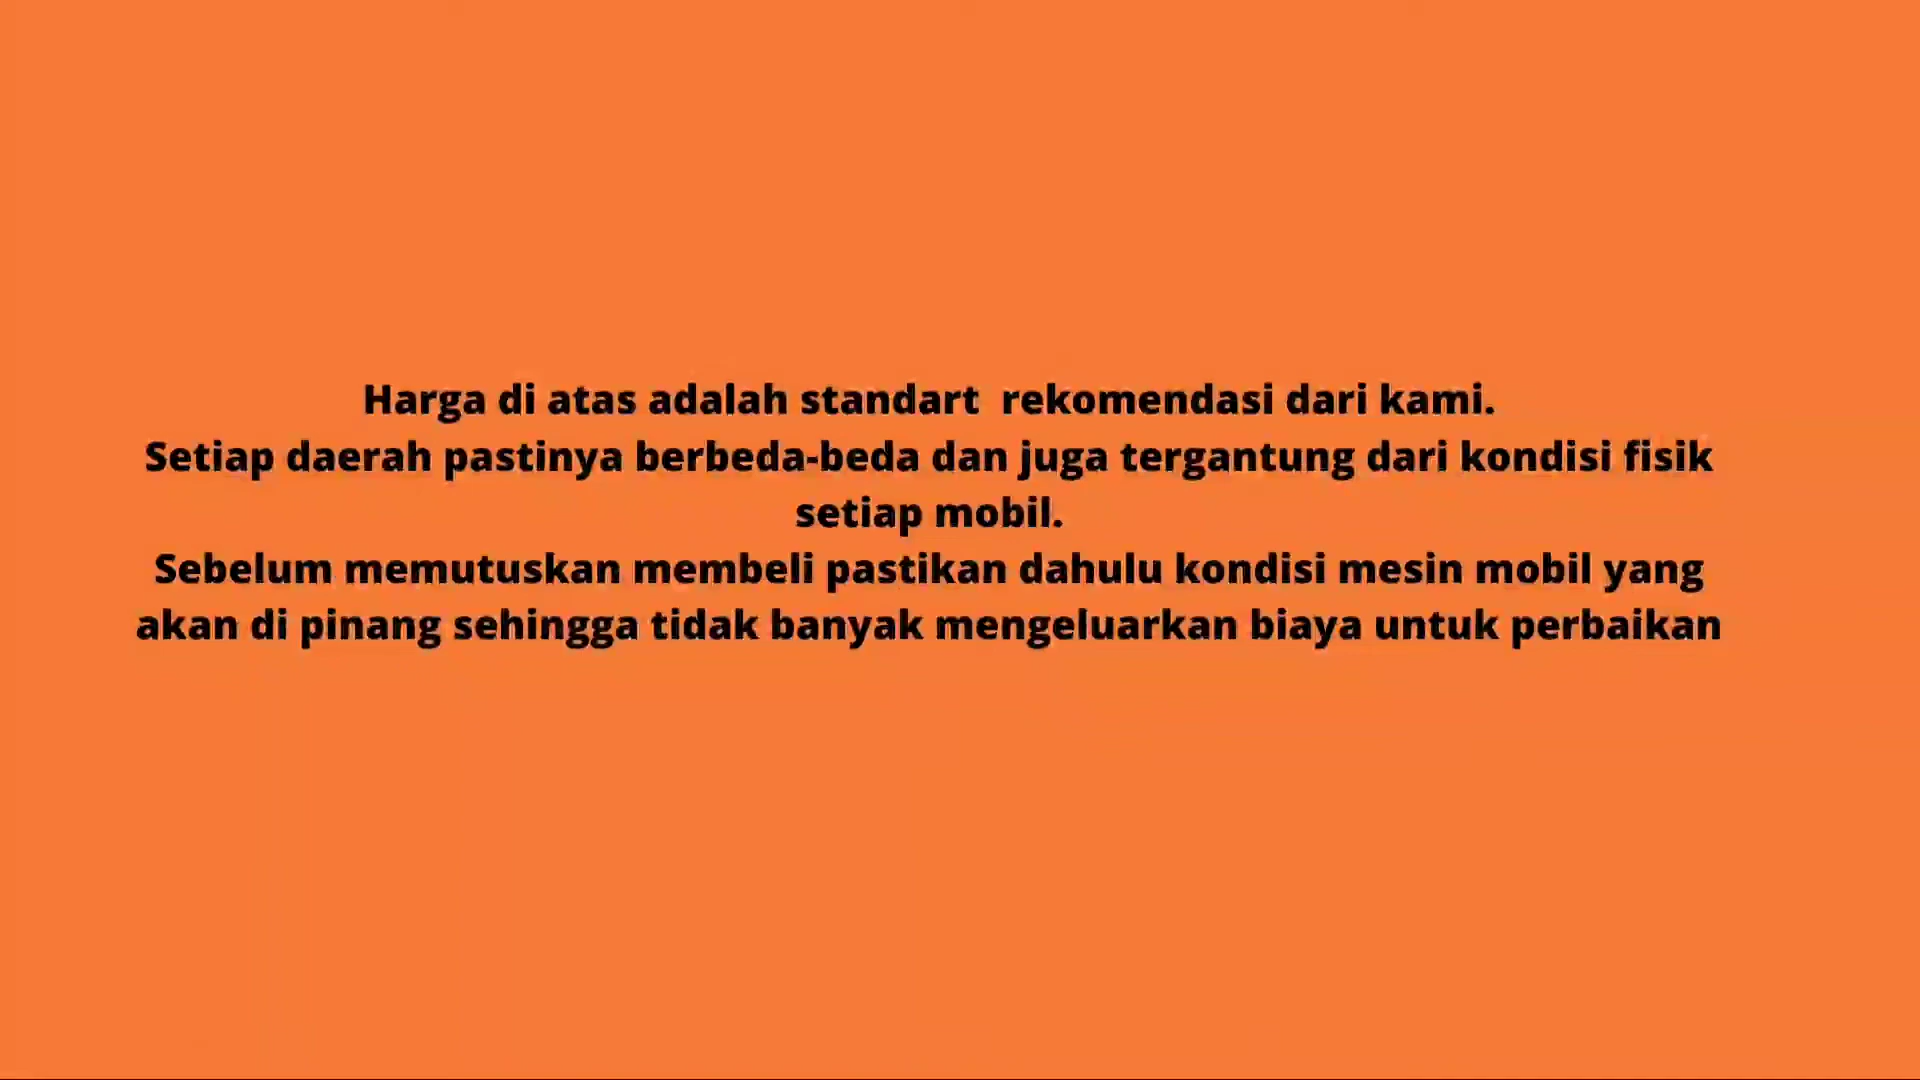 Harga di atas adalah standart rekomendasi dari kami.
Setiap daerah pastinya berbeda-beda dan juga tergantung dari kondisi fisik
setiap mobil.
Sebelum memutuskan membeli pastikan dahulu kondisi mesin mobil yang
akan di pinang sehingga tidak banyak mengeluarkan biaya untuk perbaikan